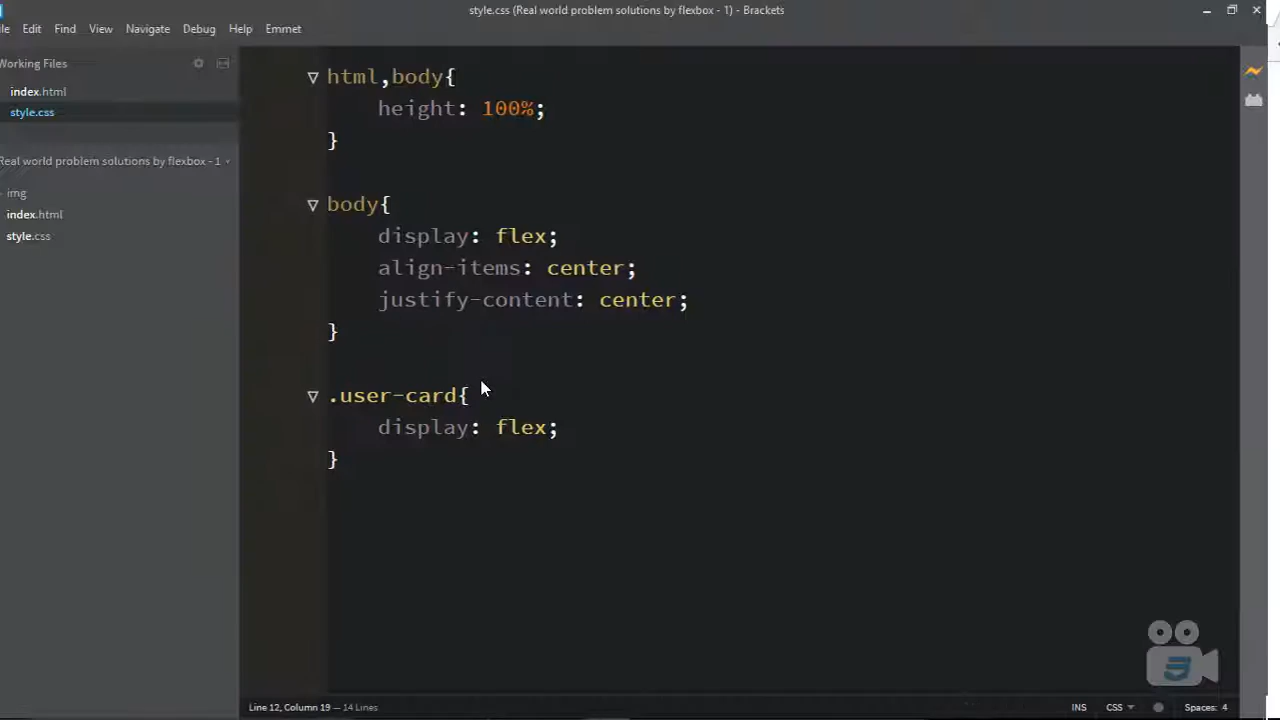 style.css (Real world problem solutions by flexbox - 1) - Brackets
Edit Find View Navigate Debug Help Emmet
Working Files
index.html
style.css
Real world problem solutions by flexbox - 1
img
index.html
style.css
html,body{
height: 100%;
}
body{
display: flex;
align-items: center;
justify-content: center;
}
.user-card{
display: flex;
}
Line 12, Column 19 — 14 Lines
INS CSS Spaces: 4